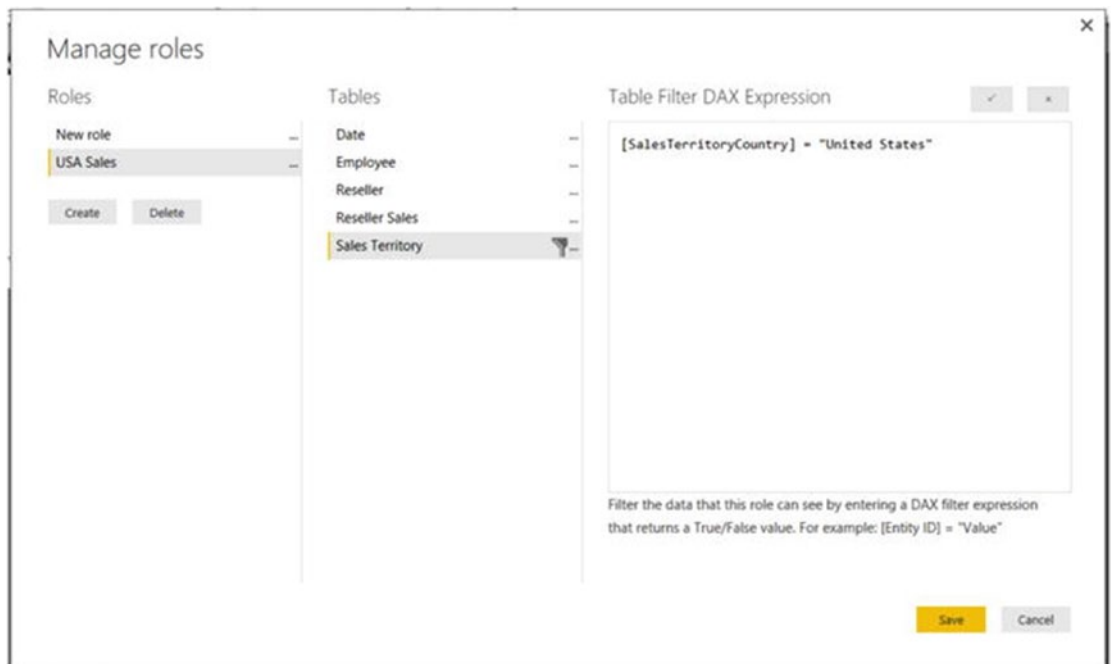 Manage roles
Roles
New role
USA Sales
Create Delete
Tables
Date
Employee
Reseller
Reseller Sales
Sales Territory
Table Filter DAX Expression
[SalesTerritoryCountry] = "United States"
Filter the data that this role can see by entering a DAX filter expression
that returns a True/False value. For example: [Entity ID] = "Value"
Save Cancel